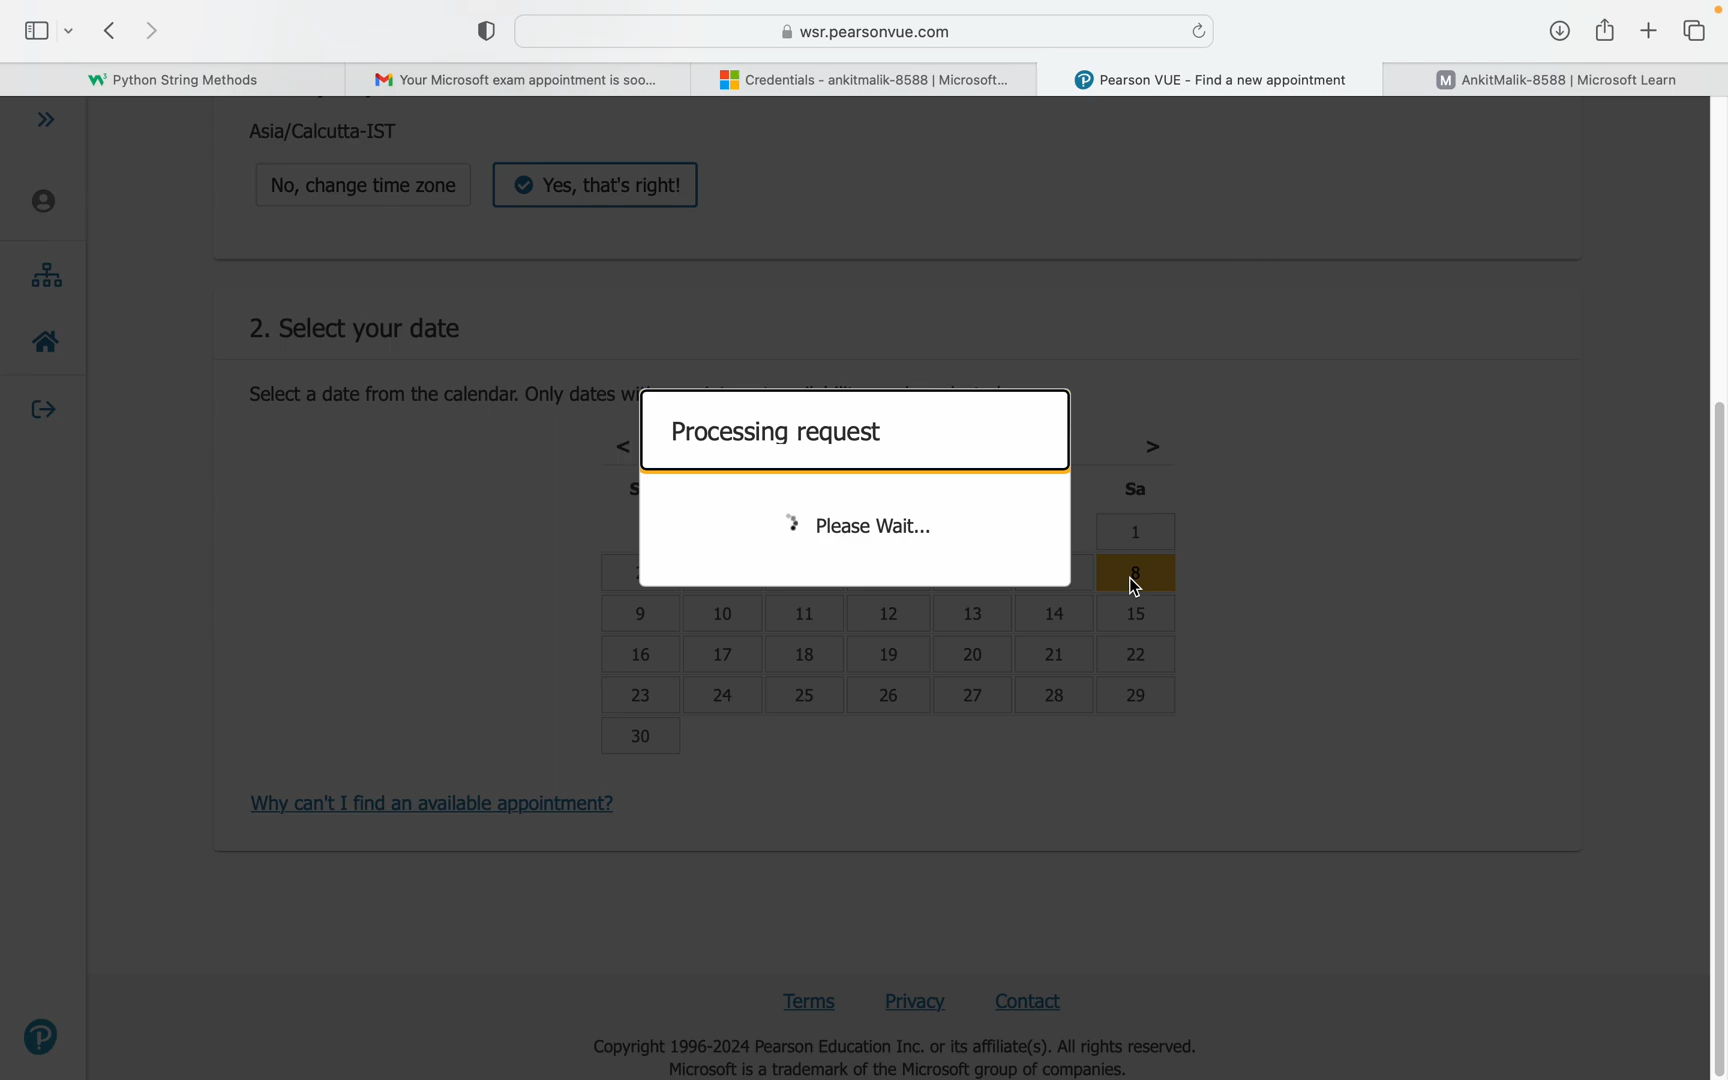 wsr.pearsonvue.com
Python String Methods
Your Microsoft exam appointment is soo...
Credentials - ankitmalik-8588 | Microsoft...
Pearson VUE - Find a new appointment
M AnkitMalik-8588 | Microsoft Learn
Asia/Calcutta-IST
No, change time zone
Yes, that's right!
2. Select your date
Select a date from the calendar. Only dates
Processing request
Please Wait...
< >
Sa
1
8
9 10 11 12 13 14 15
16 17 18 19 20 21 22
23 24 25 26 27 28 29
30
Why can't I find an available appointment?
Terms Privacy Contact
Copyright 1996-2024 Pearson Education Inc. or its affiliate(s). All rights reserved.
Microsoft is a trademark of the Microsoft group of companies.